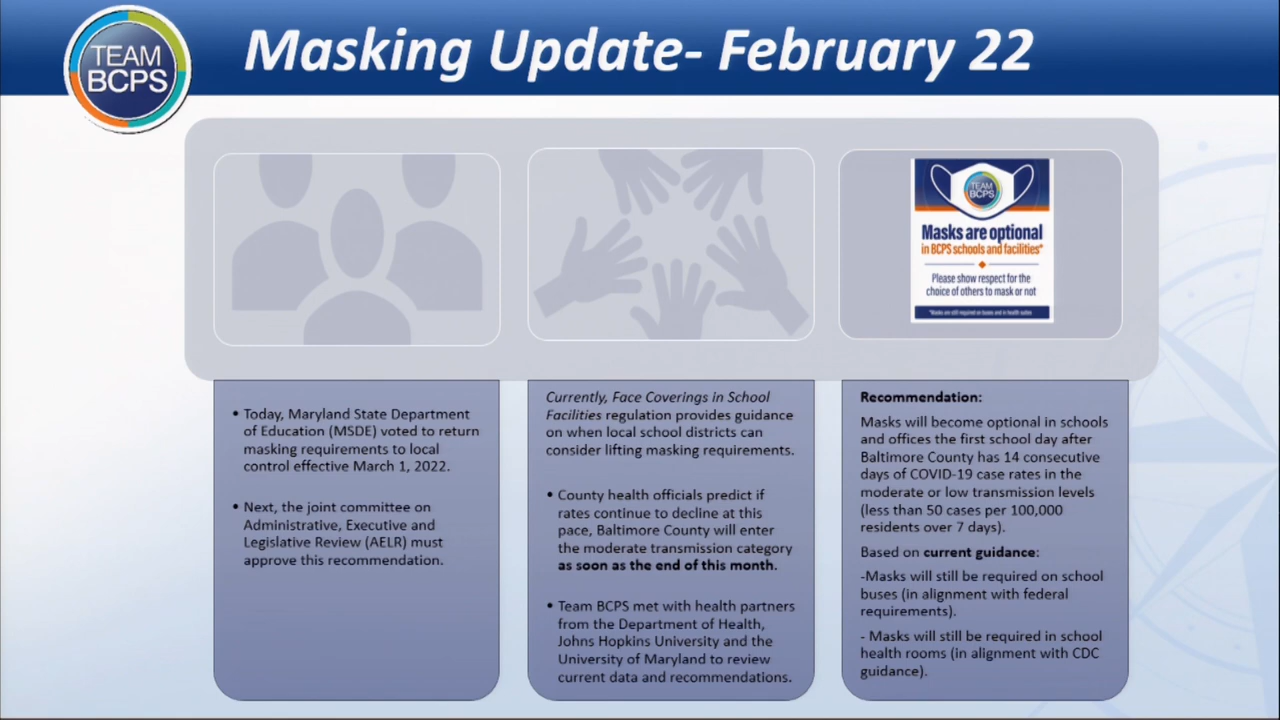 TEAM
BCPS
Masking Update- February 22
TEAM
BCPS
Masks are optional
in BCPS schools and facilities*
Please show respect for the
choice of others to mask or not
*Masks are still required on buses and in health suites
• Today, Maryland State Department
of Education (MSDE) voted to return
masking requirements to local
control effective March 1, 2022.
• Next, the joint committee on
Administrative, Executive and
Legislative Review (AELR) must
approve this recommendation.
Currently, Face Coverings in School
Facilities regulation provides guidance
on when local school districts can
consider lifting masking requirements.
• County health officials predict if
rates continue to decline at this
pace, Baltimore County will enter
the moderate transmission category
as soon as the end of this month.
• Team BCPS met with health partners
from the Department of Health,
Johns Hopkins University and the
University of Maryland to review
current data and recommendations.
Recommendation:
Masks will become optional in schools
and offices the first school day after
Baltimore County has 14 consecutive
days of COVID-19 case rates in the
moderate or low transmission levels
(less than 50 cases per 100,000
residents over 7 days).
Based on current guidance:
-Masks will still be required on school
buses (in alignment with federal
requirements).
- Masks will still be required in school
health rooms (in alignment with CDC
guidance).